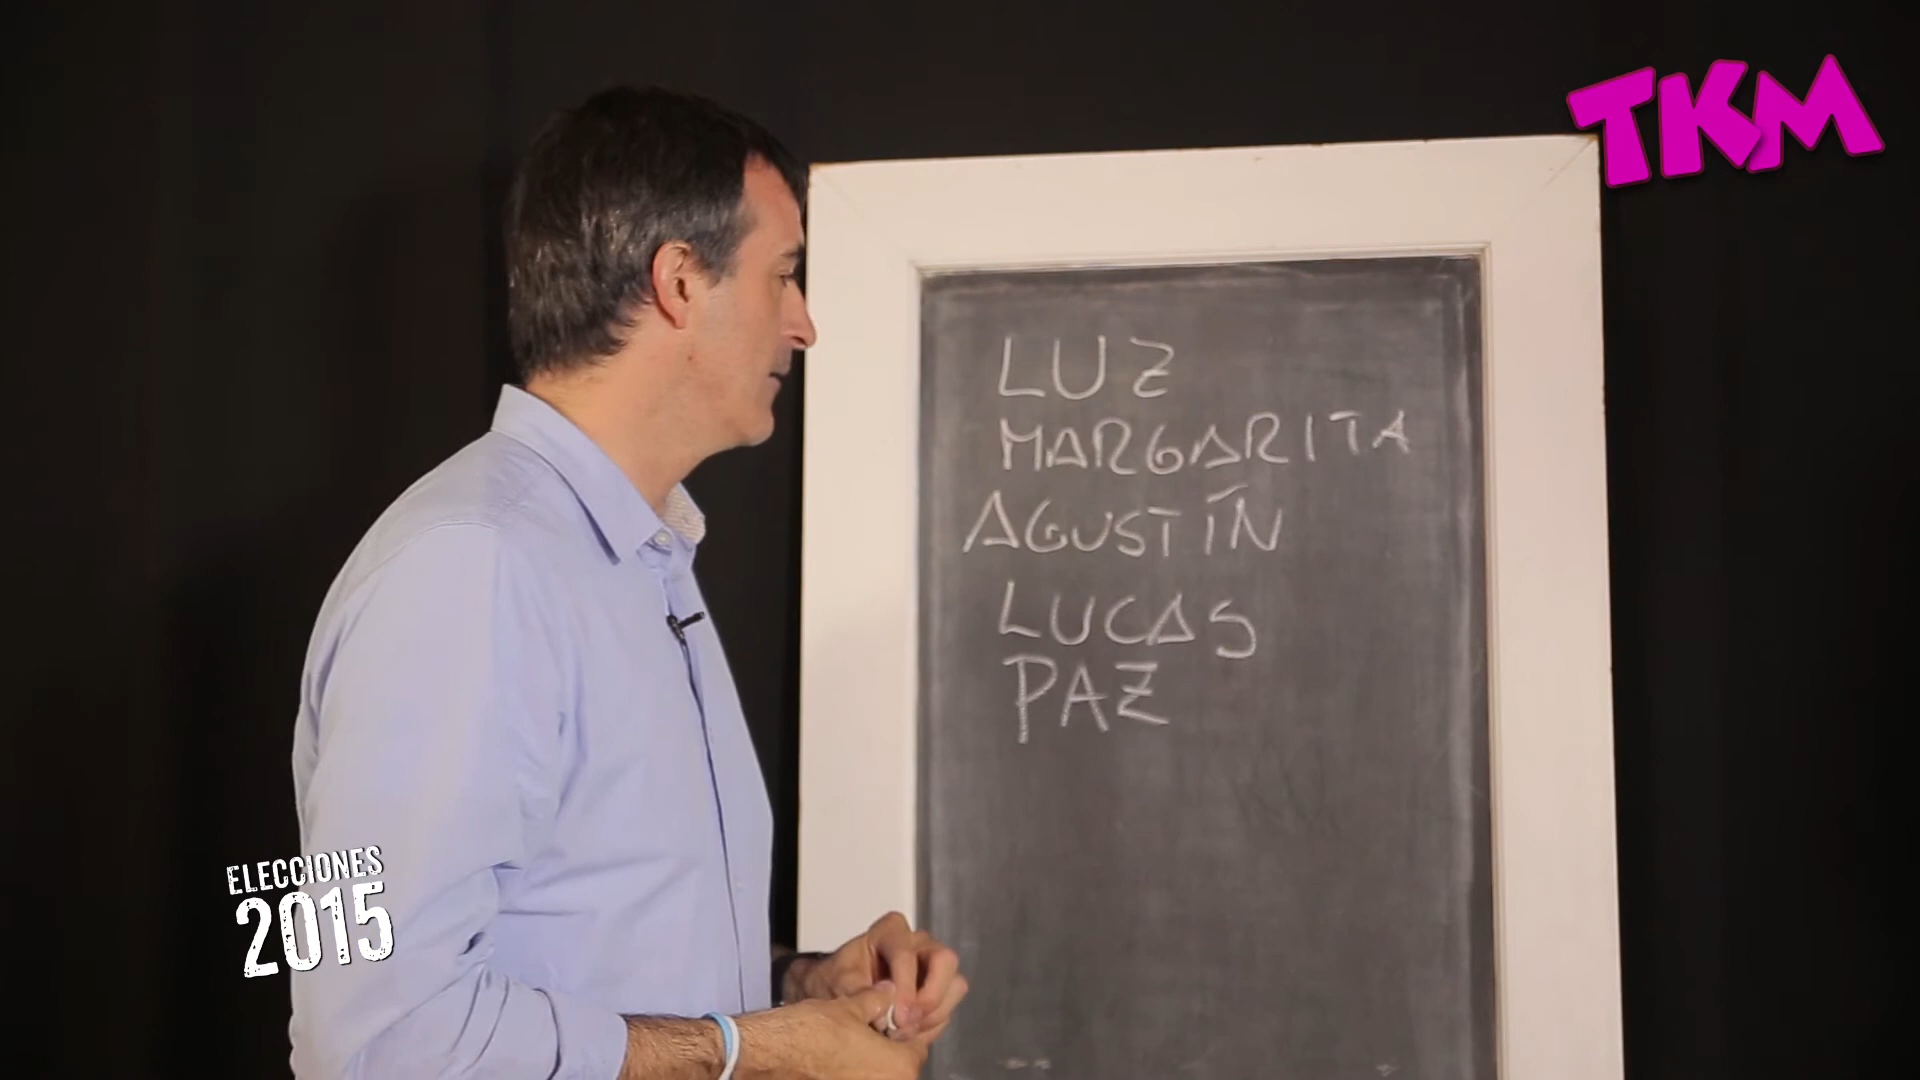 TKM
LUZ
MARGARITA
AGUSTÍN
LUCAS
PAZ
ELECCIONES
2015